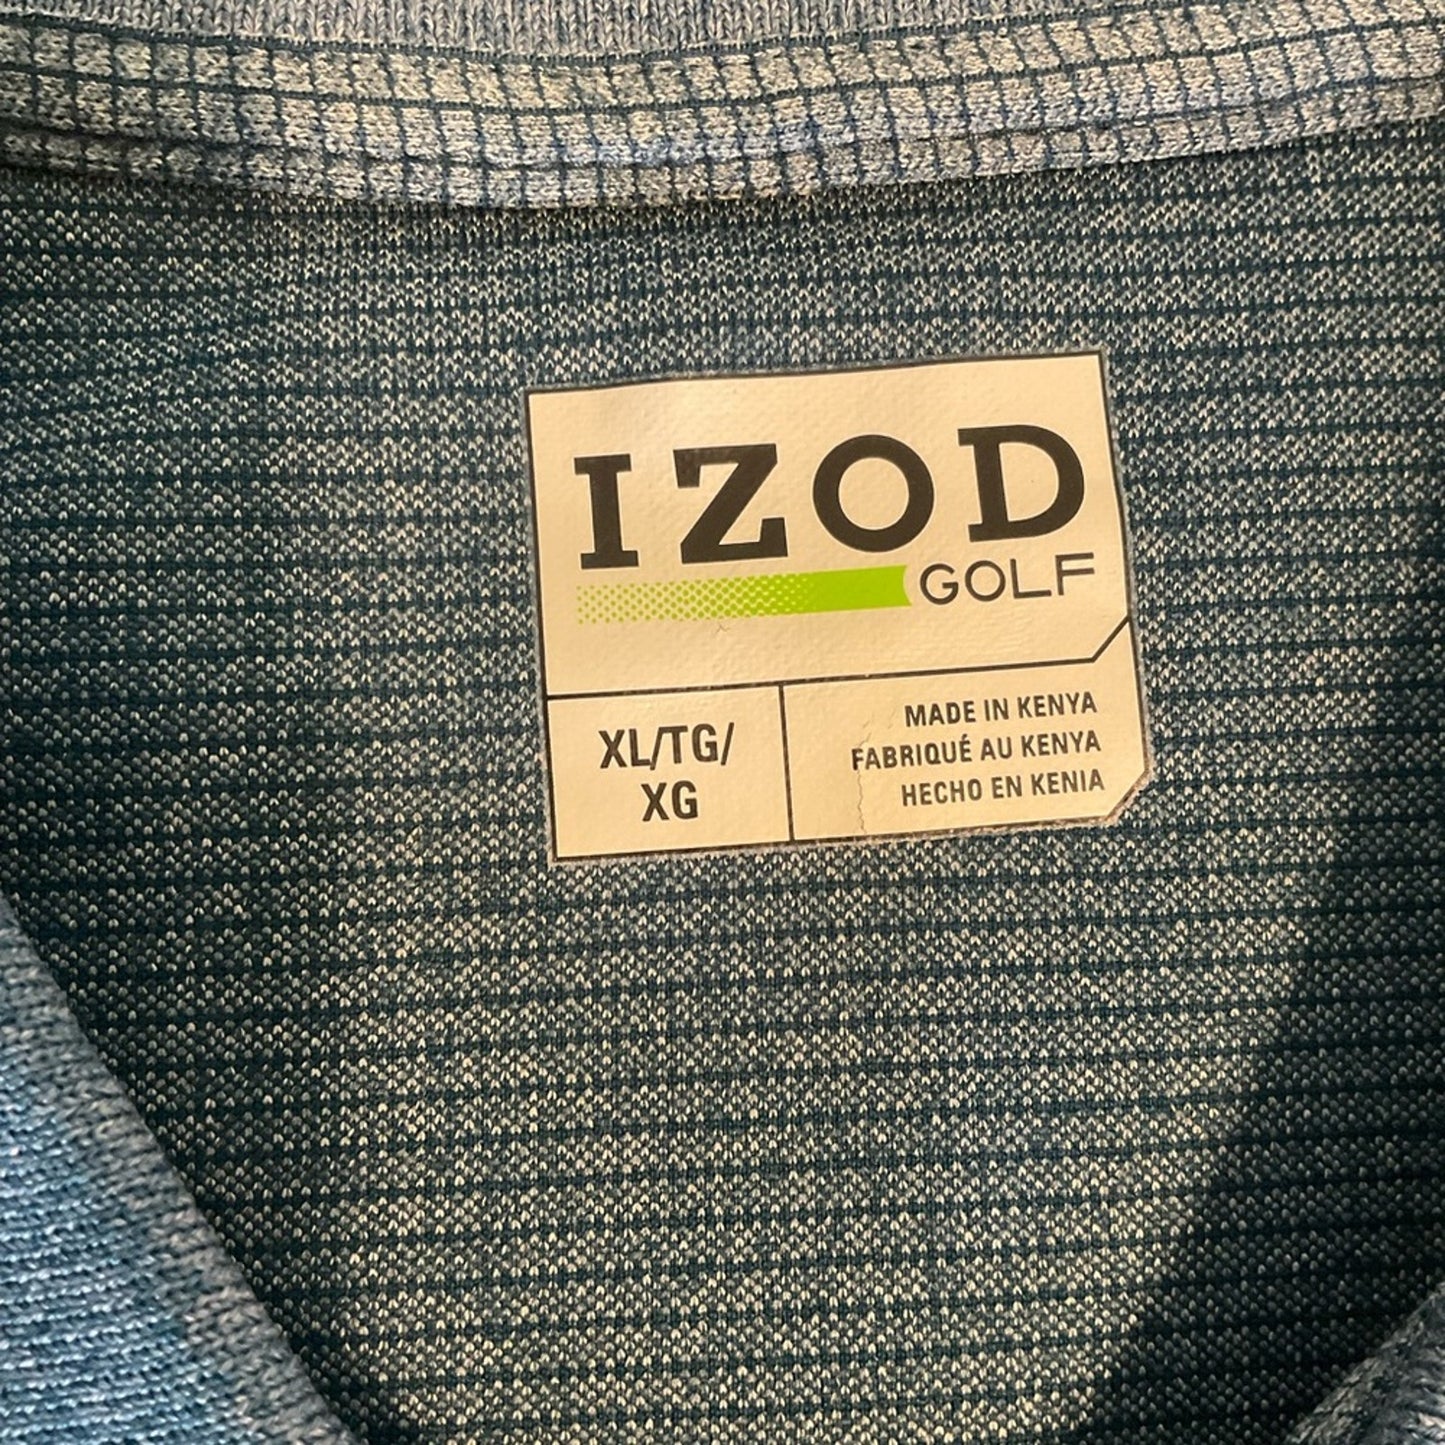 IZOD
GOLF
XL/TG/
XG
MADE IN KENYA
FABRIQUÉ AU KENYA
HECHO EN KENIA